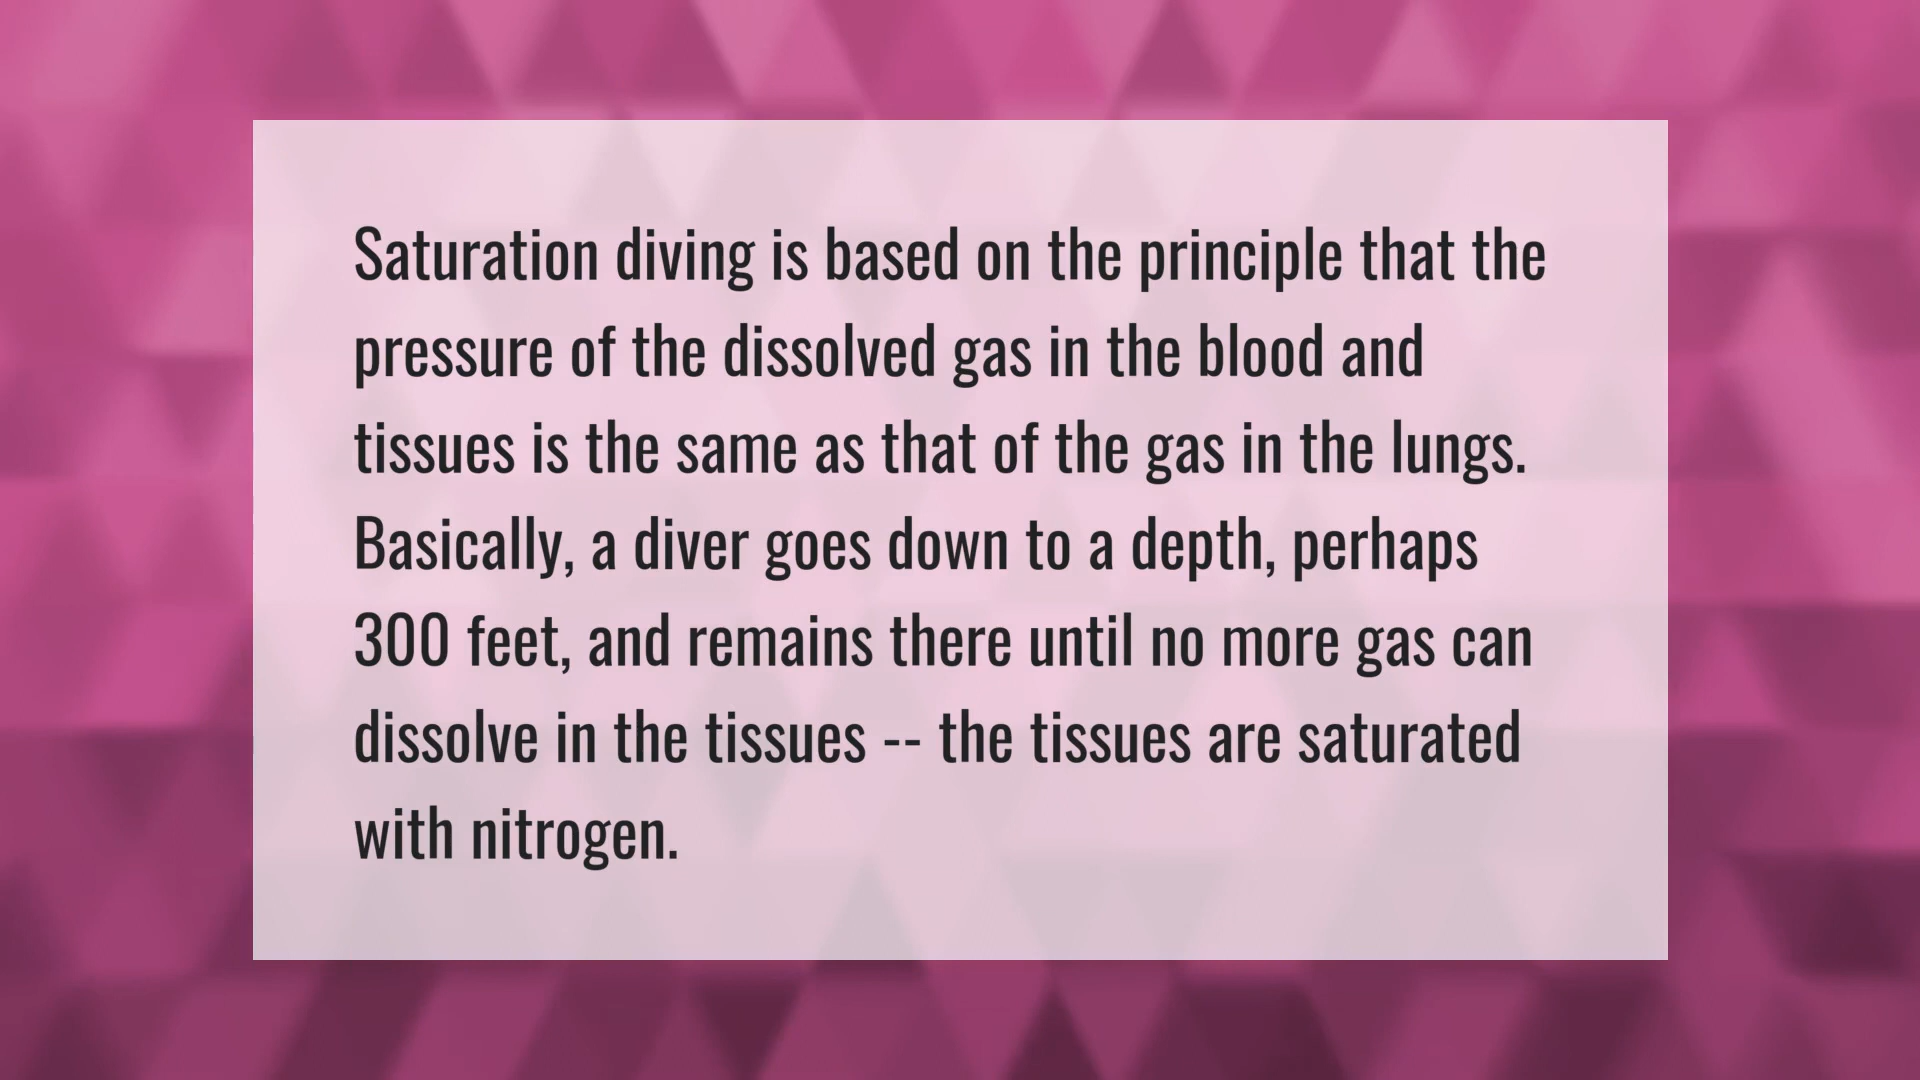 Saturation diving is based on the principle that the
pressure of the dissolved gas in the blood and
tissues is the same as that of the gas in the lungs.
Basically, a diver goes down to a depth, perhaps
300 feet, and remains there until no more gas can
dissolve in the tissues -- the tissues are saturated
with nitrogen.